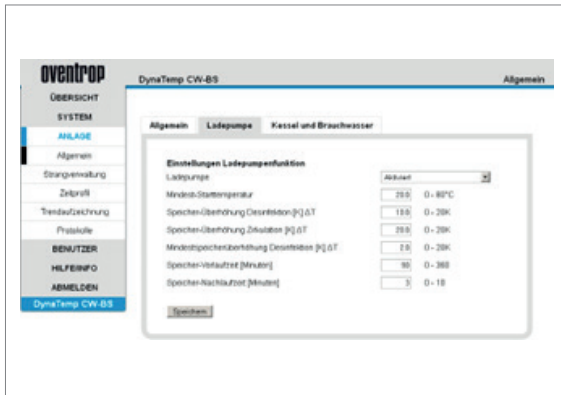 oventrop
DynaTemp CW-BS
Allgemein
ÜBERSICHT
SYSTEM
ANLAGE
Allgemein
Strangverwaltung
Zeitprofil
Trendaufzeichnung
Protokolle
BENUTZER
HILFE/INFO
ABMELDEN
DynaTemp CW-BS
Allgemein Ladepumpe Kessel und Brauchwasser
Einstellungen Ladepumpenfunktion
Ladepumpe Aktiviert
Mindest-Starttemperatur 20.0 0 - 80°C
Speicher-Überhöhung Desinfektion [K] ΔT 10.0 0 - 20K
Speicher-Überhöhung Zirkulation [K] ΔT 20.0 0 - 20K
Mindestspeicherüberhöhung Desinfektion [K] ΔT 2.0 0 - 20K
Speicher-Vorlaufzeit [Minuten] 90 0 - 360
Speicher-Nachlaufzeit [Minuten] 3 0 - 10
Speichern